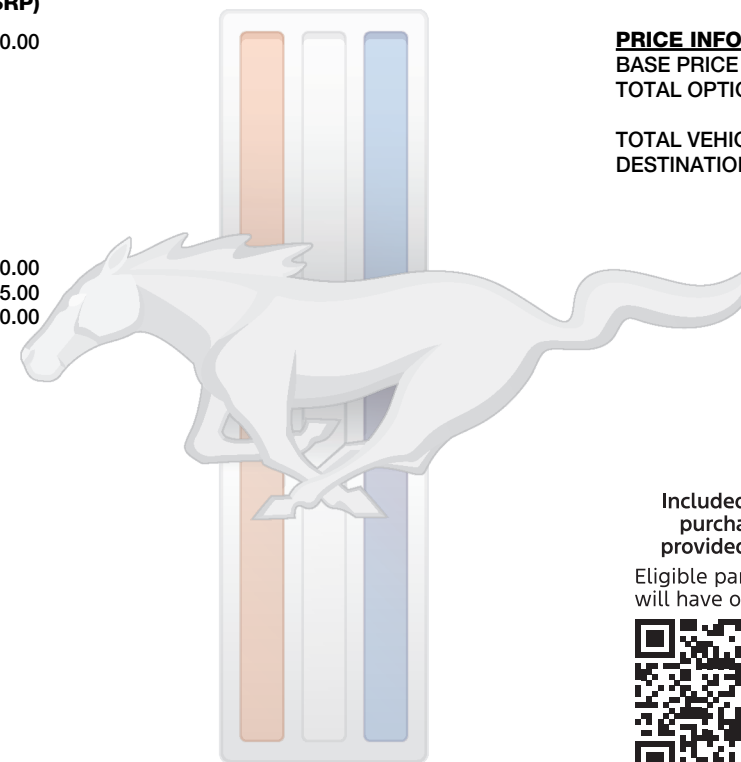 SRP)
0.00
0.00
5.00
0.00
PRICE INFO
BASE PRICE
TOTAL OPTIO
TOTAL VEHIC
DESTINATION
Included
purcha
provided
Eligible par
will have o